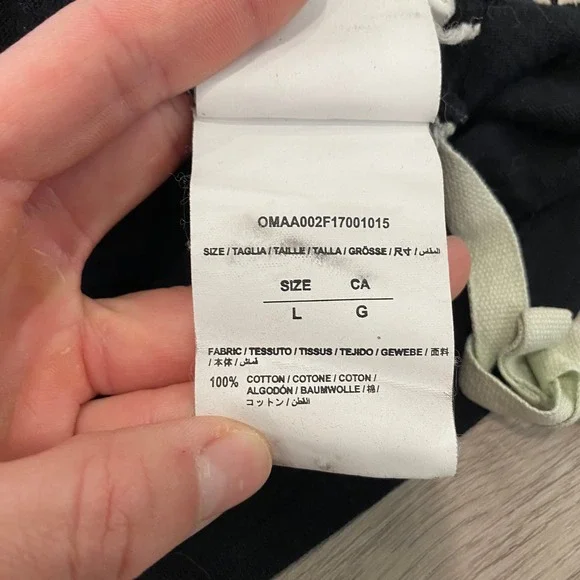 OMAA002F17001015
SIZE / TAGLIA / TAILLE / TALLA / GRÖSSE / 尺寸 / المقاس
SIZE CA
L G
FABRIC / TESSUTO / TISSUS / TEJIDO / GEWEBE / 面料
/ 本体 / قماش
100% COTTON / COTONE / COTON /
ALGODÓN / BAUMWOLLE / 棉 /
コットン / القطن